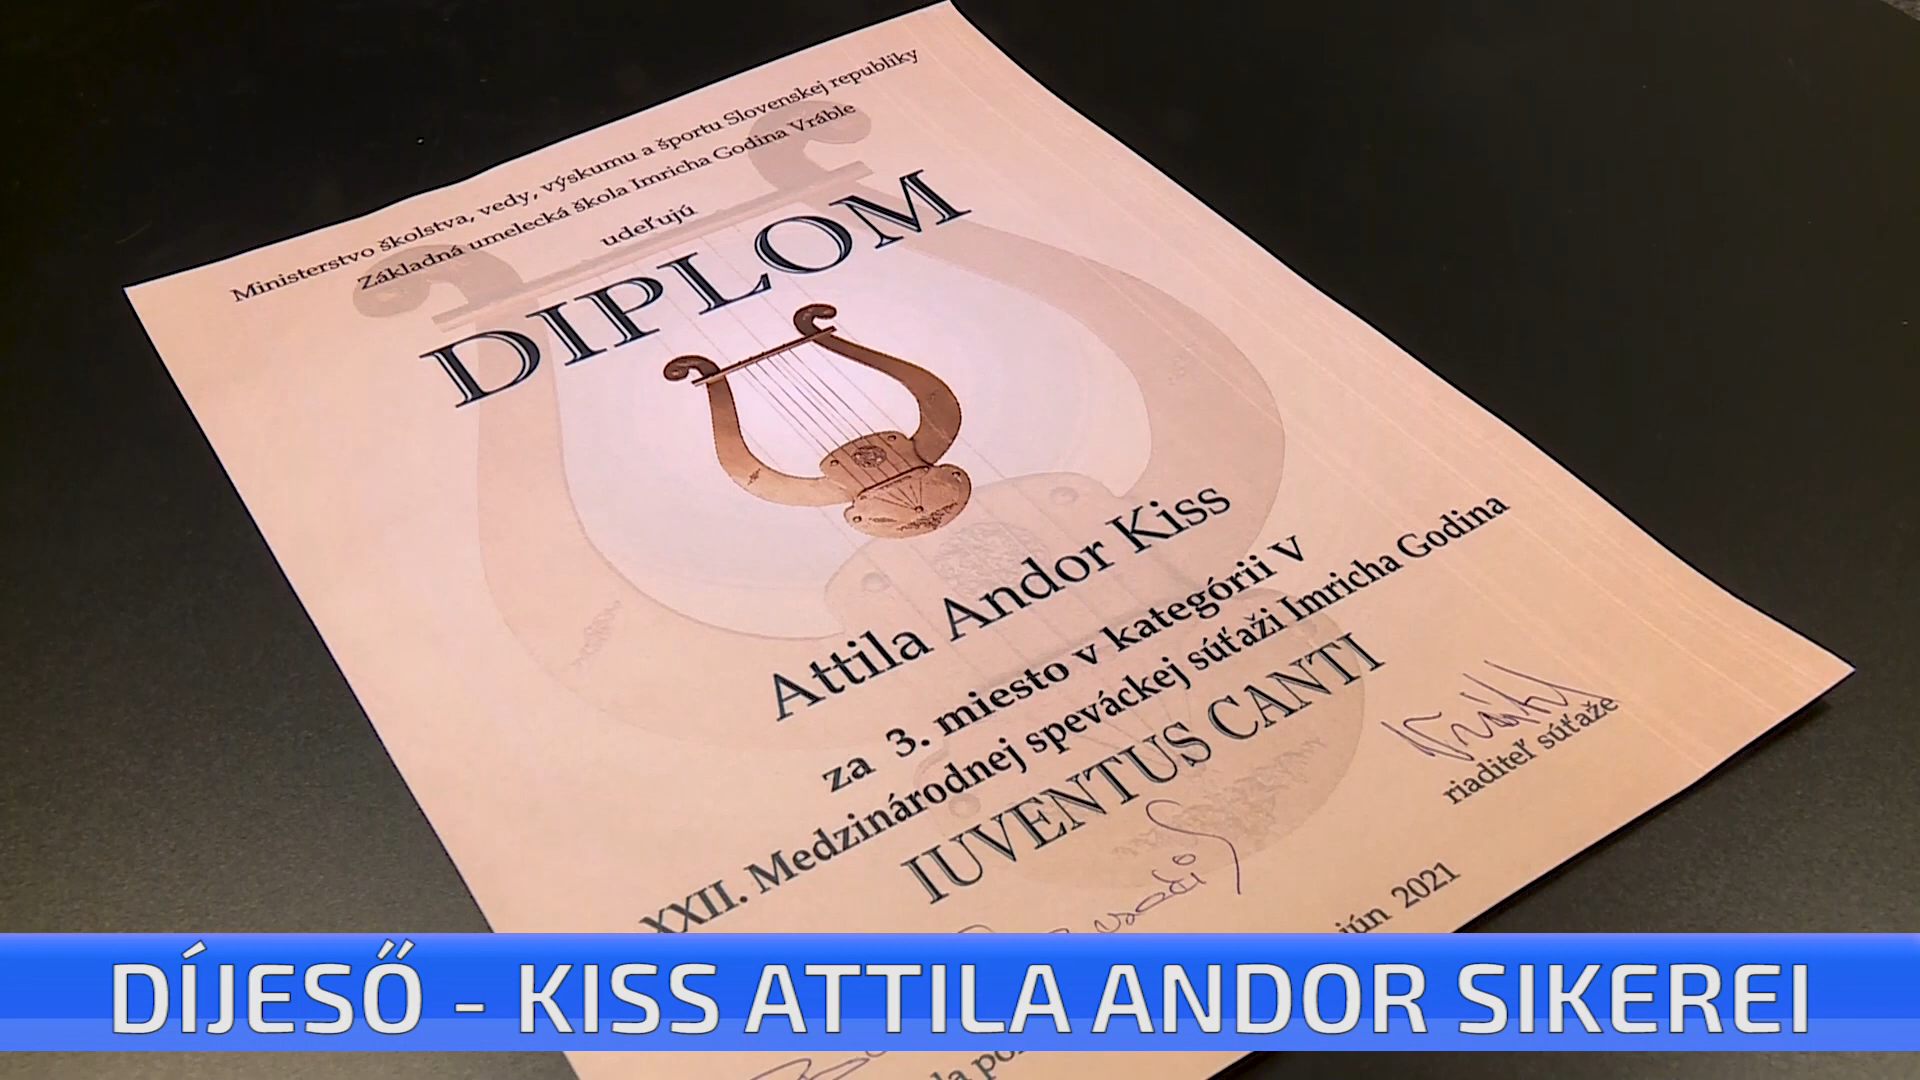 Ministerstvo školstva, vedy, výskumu a športu Slovenskej republiky
Základná umelecká škola Imricha Godina Vráble
udeľujú
DIPLOM
Attila Andor Kiss
za 3. miesto v kategórii V
XXII. Medzinárodnej speváckej súťaži Imricha Godina
IUVENTUS CANTI
riaditeľ súťaže
jún 2021
DÍJESŐ - KISS ATTILA ANDOR SIKEREI